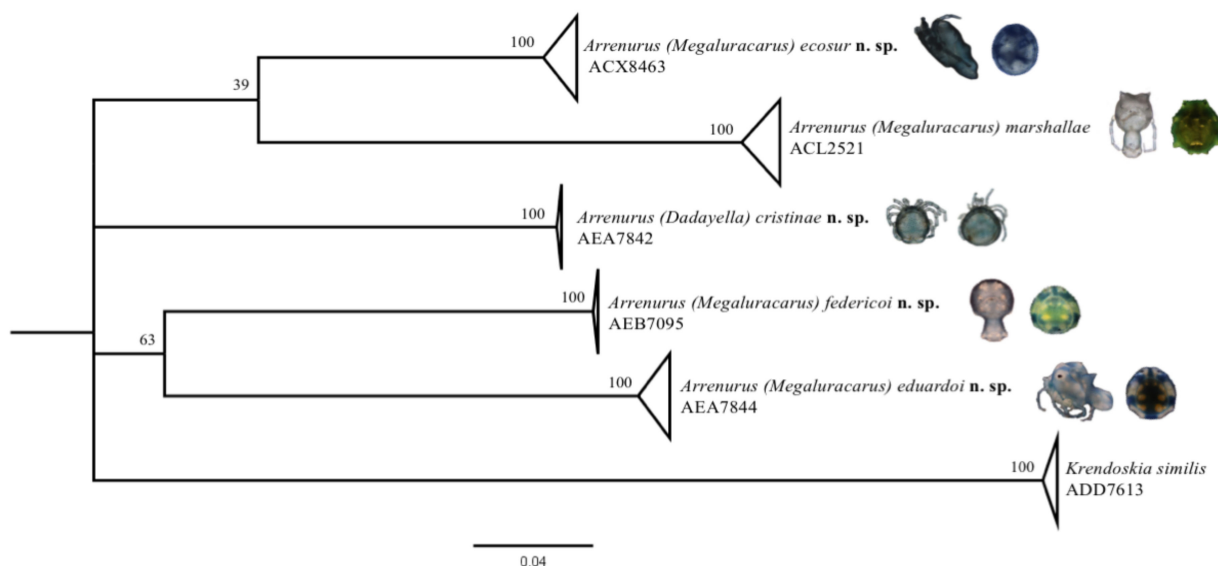 100
Arrenurus (Megaluracarus) ecosur n. sp.
ACX8463
39
100
Arrenurus (Megaluracarus) marshallae
ACL2521
100
Arrenurus (Dadayella) cristinae n. sp.
AEA7842
100
Arrenurus (Megaluracarus) federicoi n. sp.
AEB7095
63
100
Arrenurus (Megaluracarus) eduardoi n. sp.
AEA7844
100
Krendoskia similis
ADD7613
0.04